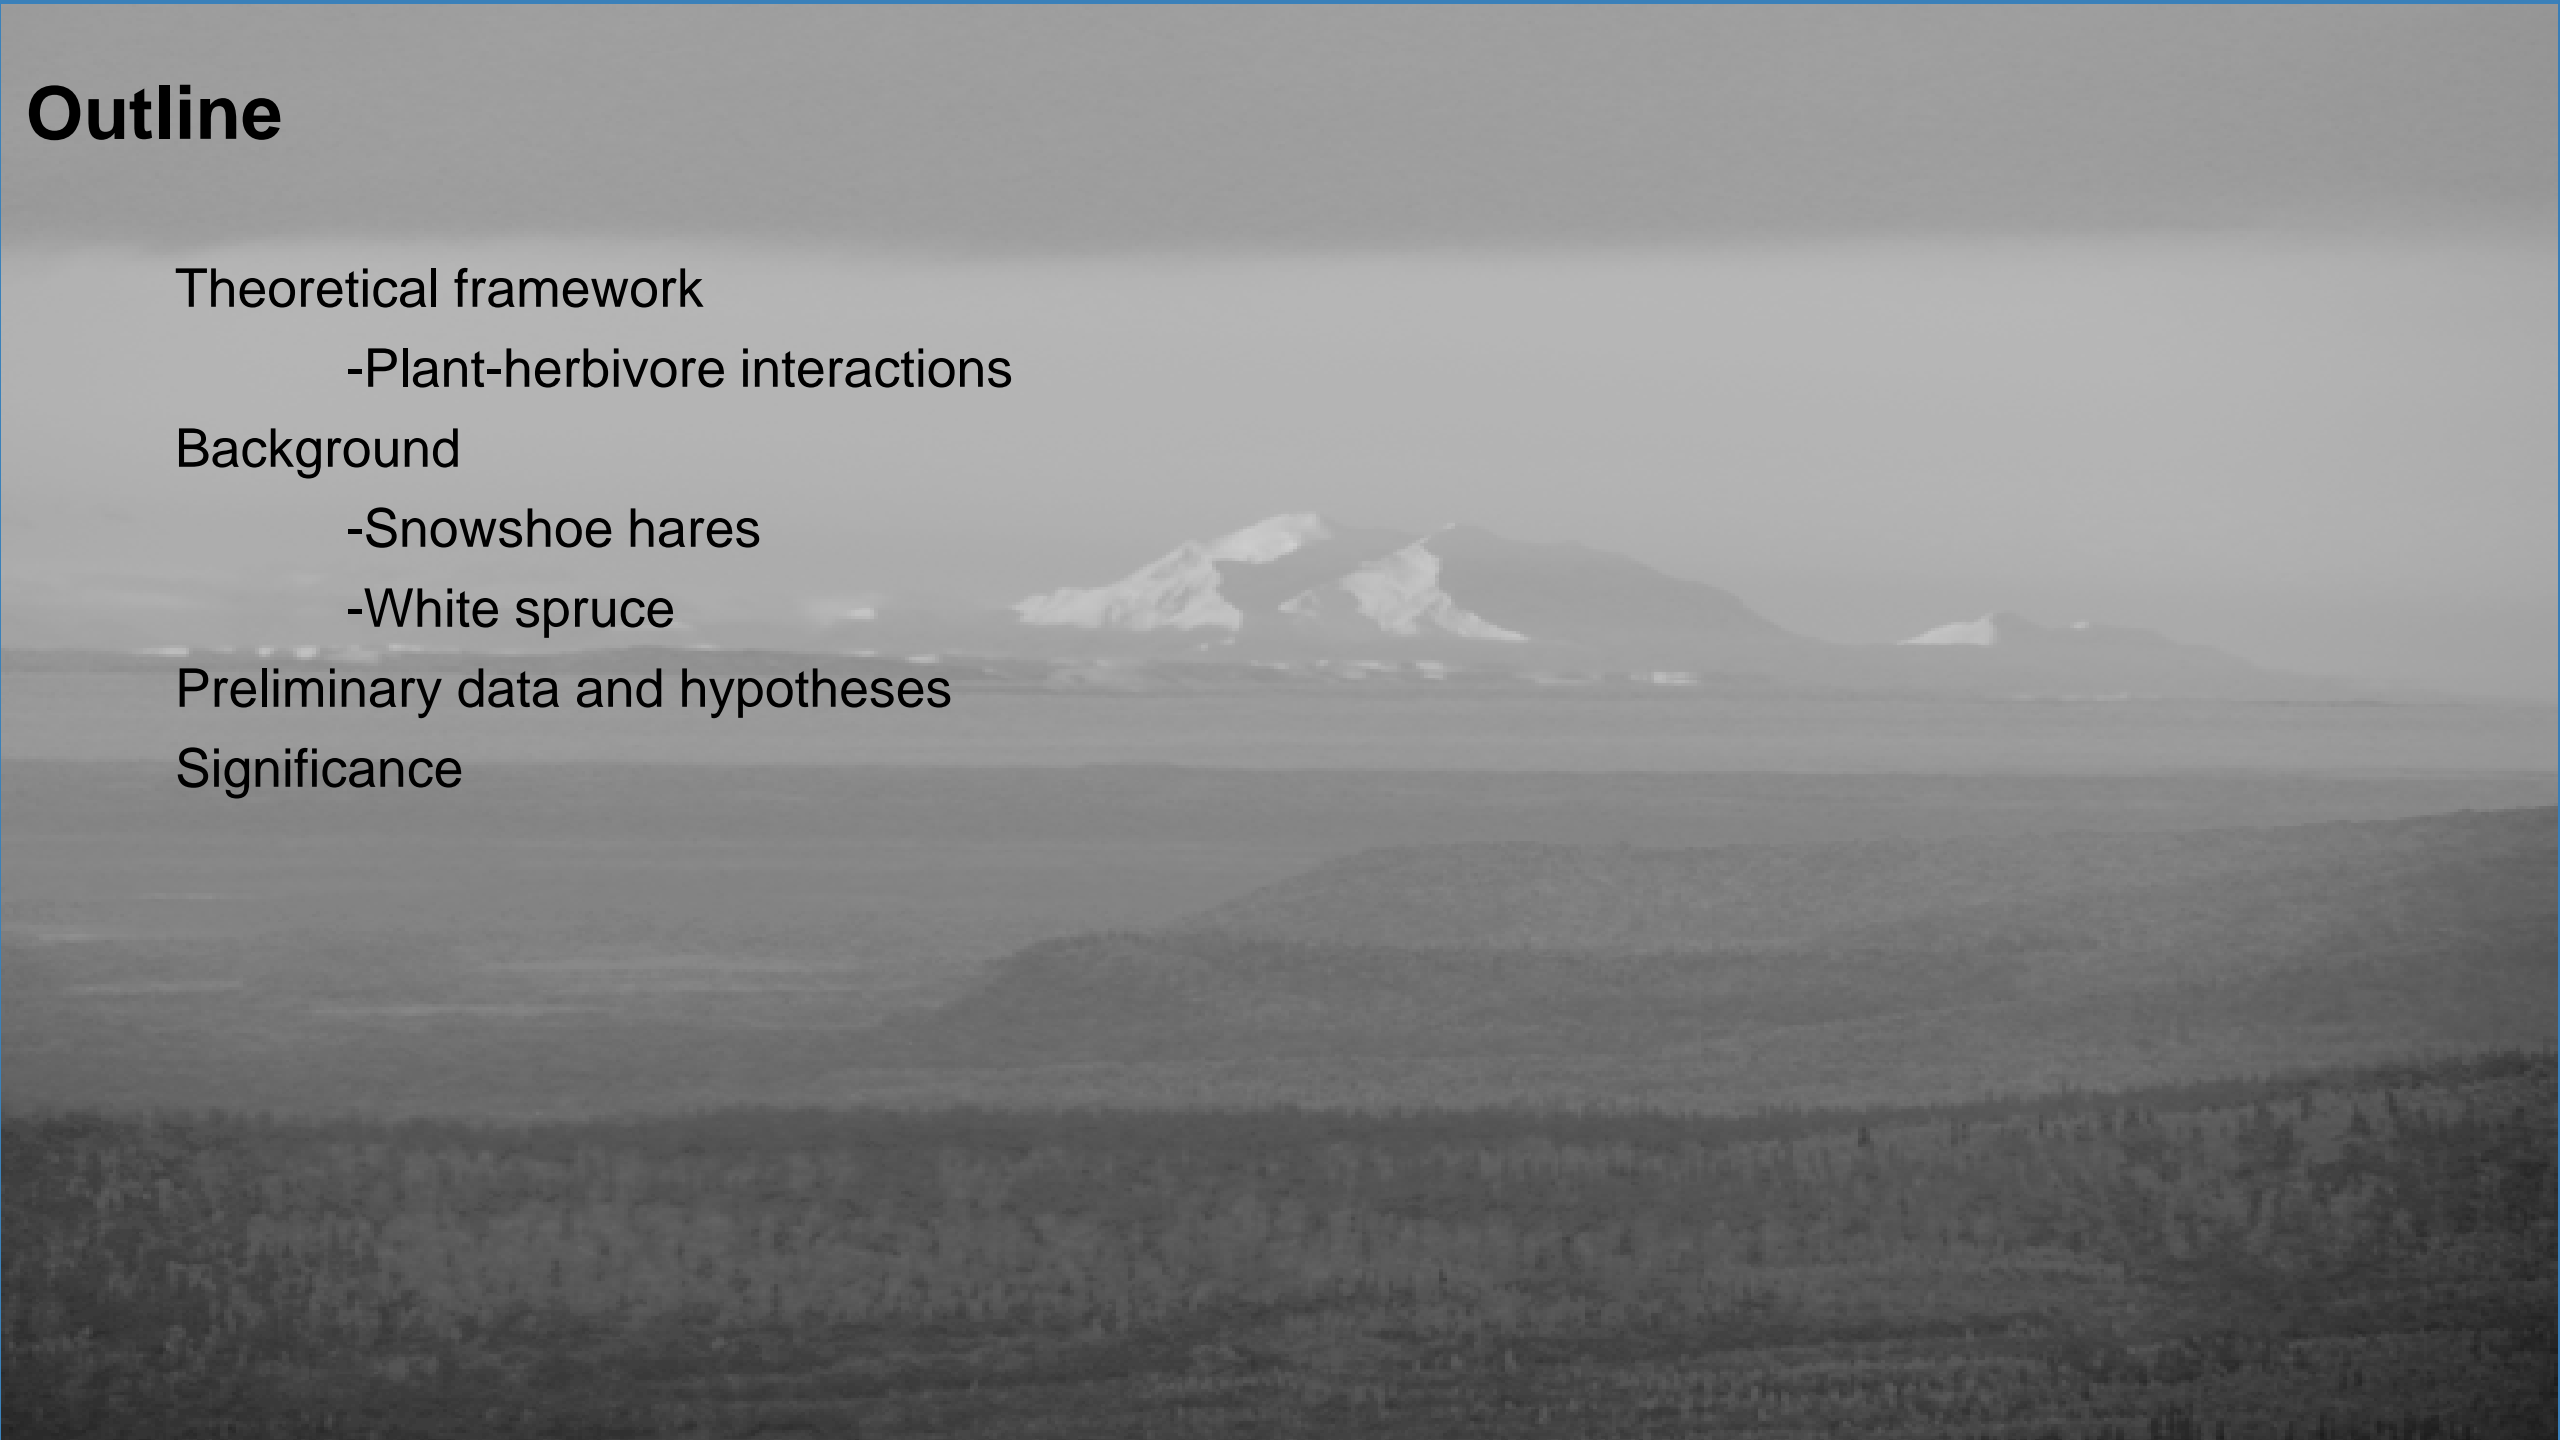 Outline
Theoretical framework
-Plant-herbivore interactions
Background
-Snowshoe hares
-White spruce
Preliminary data and hypotheses
Significance